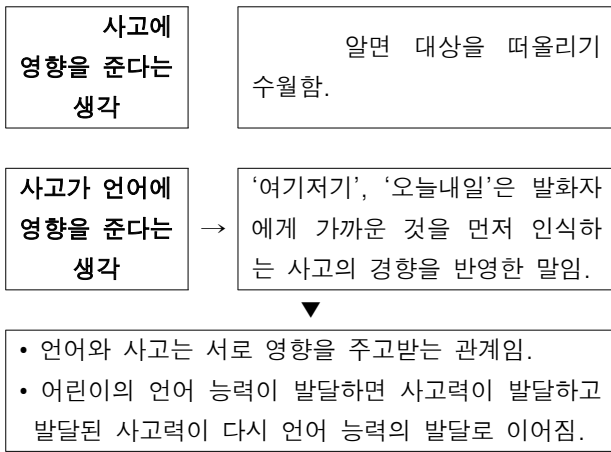 사고에
영향을 준다는
생각
알면 대상을 떠올리기
수월함.
사고가 언어에
영향을 준다는
생각
→
‘여기저기’, ‘오늘내일’은 발화자
에게 가까운 것을 먼저 인식하
는 사고의 경향을 반영한 말임.
▼
• 언어와 사고는 서로 영향을 주고받는 관계임.
• 어린이의 언어 능력이 발달하면 사고력이 발달하고
발달된 사고력이 다시 언어 능력의 발달로 이어짐.